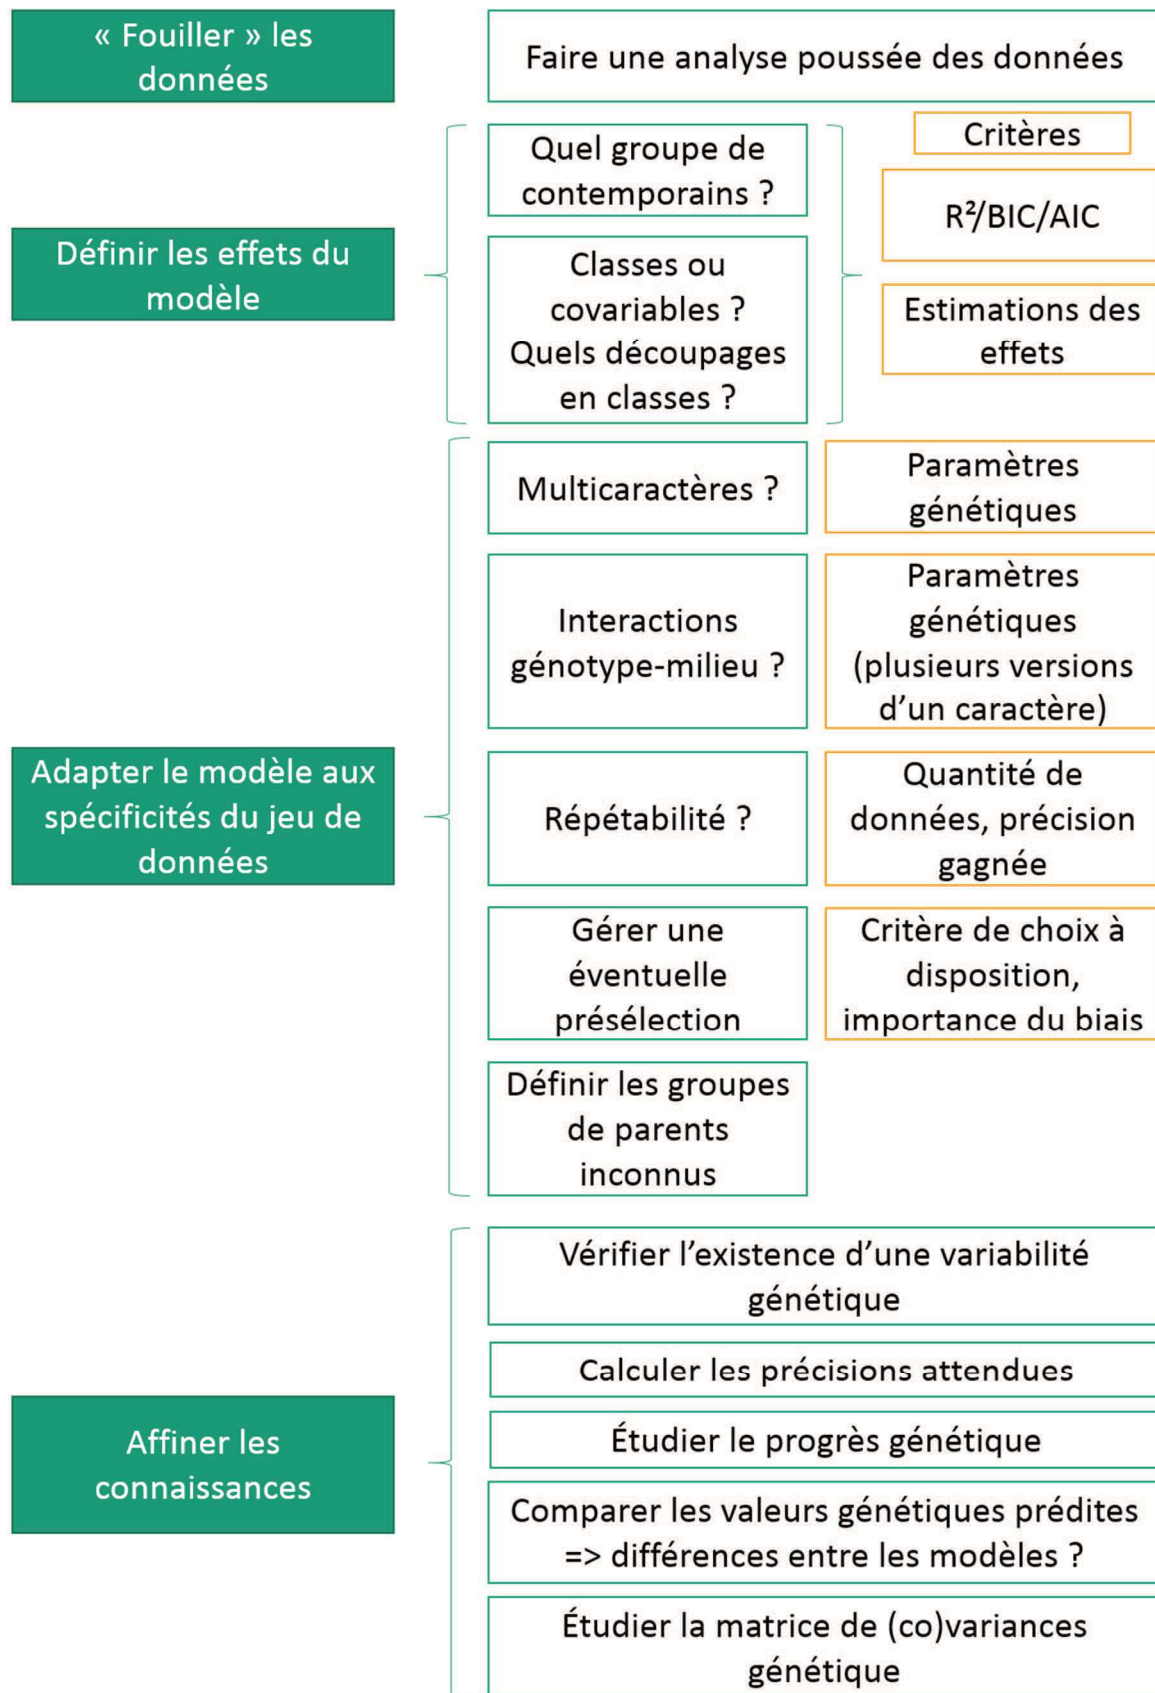 « Fouiller » les
données
Faire une analyse poussée des données
Définir les effets du
modèle
Quel groupe de
contemporains ?
Classes ou
covariables ?
Quels découpages
en classes ?
Critères
R²/BIC/AIC
Estimations des
effets
Adapter le modèle aux
spécificités du jeu de
données
Multicaractères ?
Paramètres
génétiques
Interactions
génotype-milieu ?
Paramètres
génétiques
(plusieurs versions
d’un caractère)
Répétabilité ?
Quantité de
données, précision
gagnée
Gérer une
éventuelle
présélection
Critère de choix à
disposition,
importance du biais
Définir les groupes
de parents
inconnus
Affiner les
connaissances
Vérifier l’existence d’une variabilité
génétique
Calculer les précisions attendues
Étudier le progrès génétique
Comparer les valeurs génétiques prédites
=> différences entre les modèles ?
Étudier la matrice de (co)variances
génétique